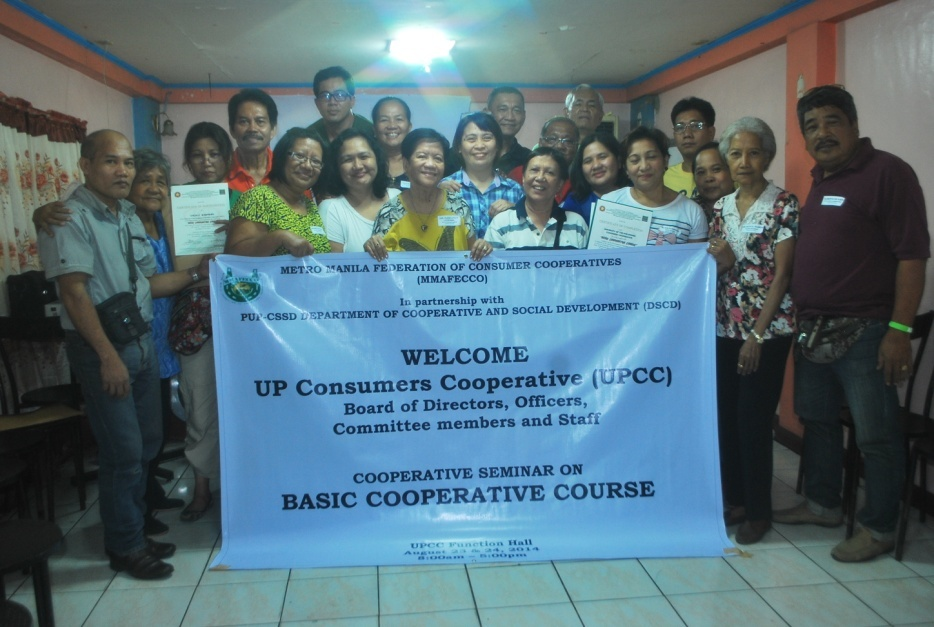 METRO MANILA FEDERATION OF CONSUMER COOPERATIVES
(MMAFECCO)
In partnership with
PUP-CSSD DEPARTMENT OF COOPERATIVE AND SOCIAL DEVELOPMENT (DSCD)
WELCOME
UP Consumers Cooperative (UPCC)
Board of Directors, Officers,
Committee members and Staff
COOPERATIVE SEMINAR ON
BASIC COOPERATIVE COURSE
UPCC Function Hall
August 23 & 24, 2014
8:00am – 5:00pm